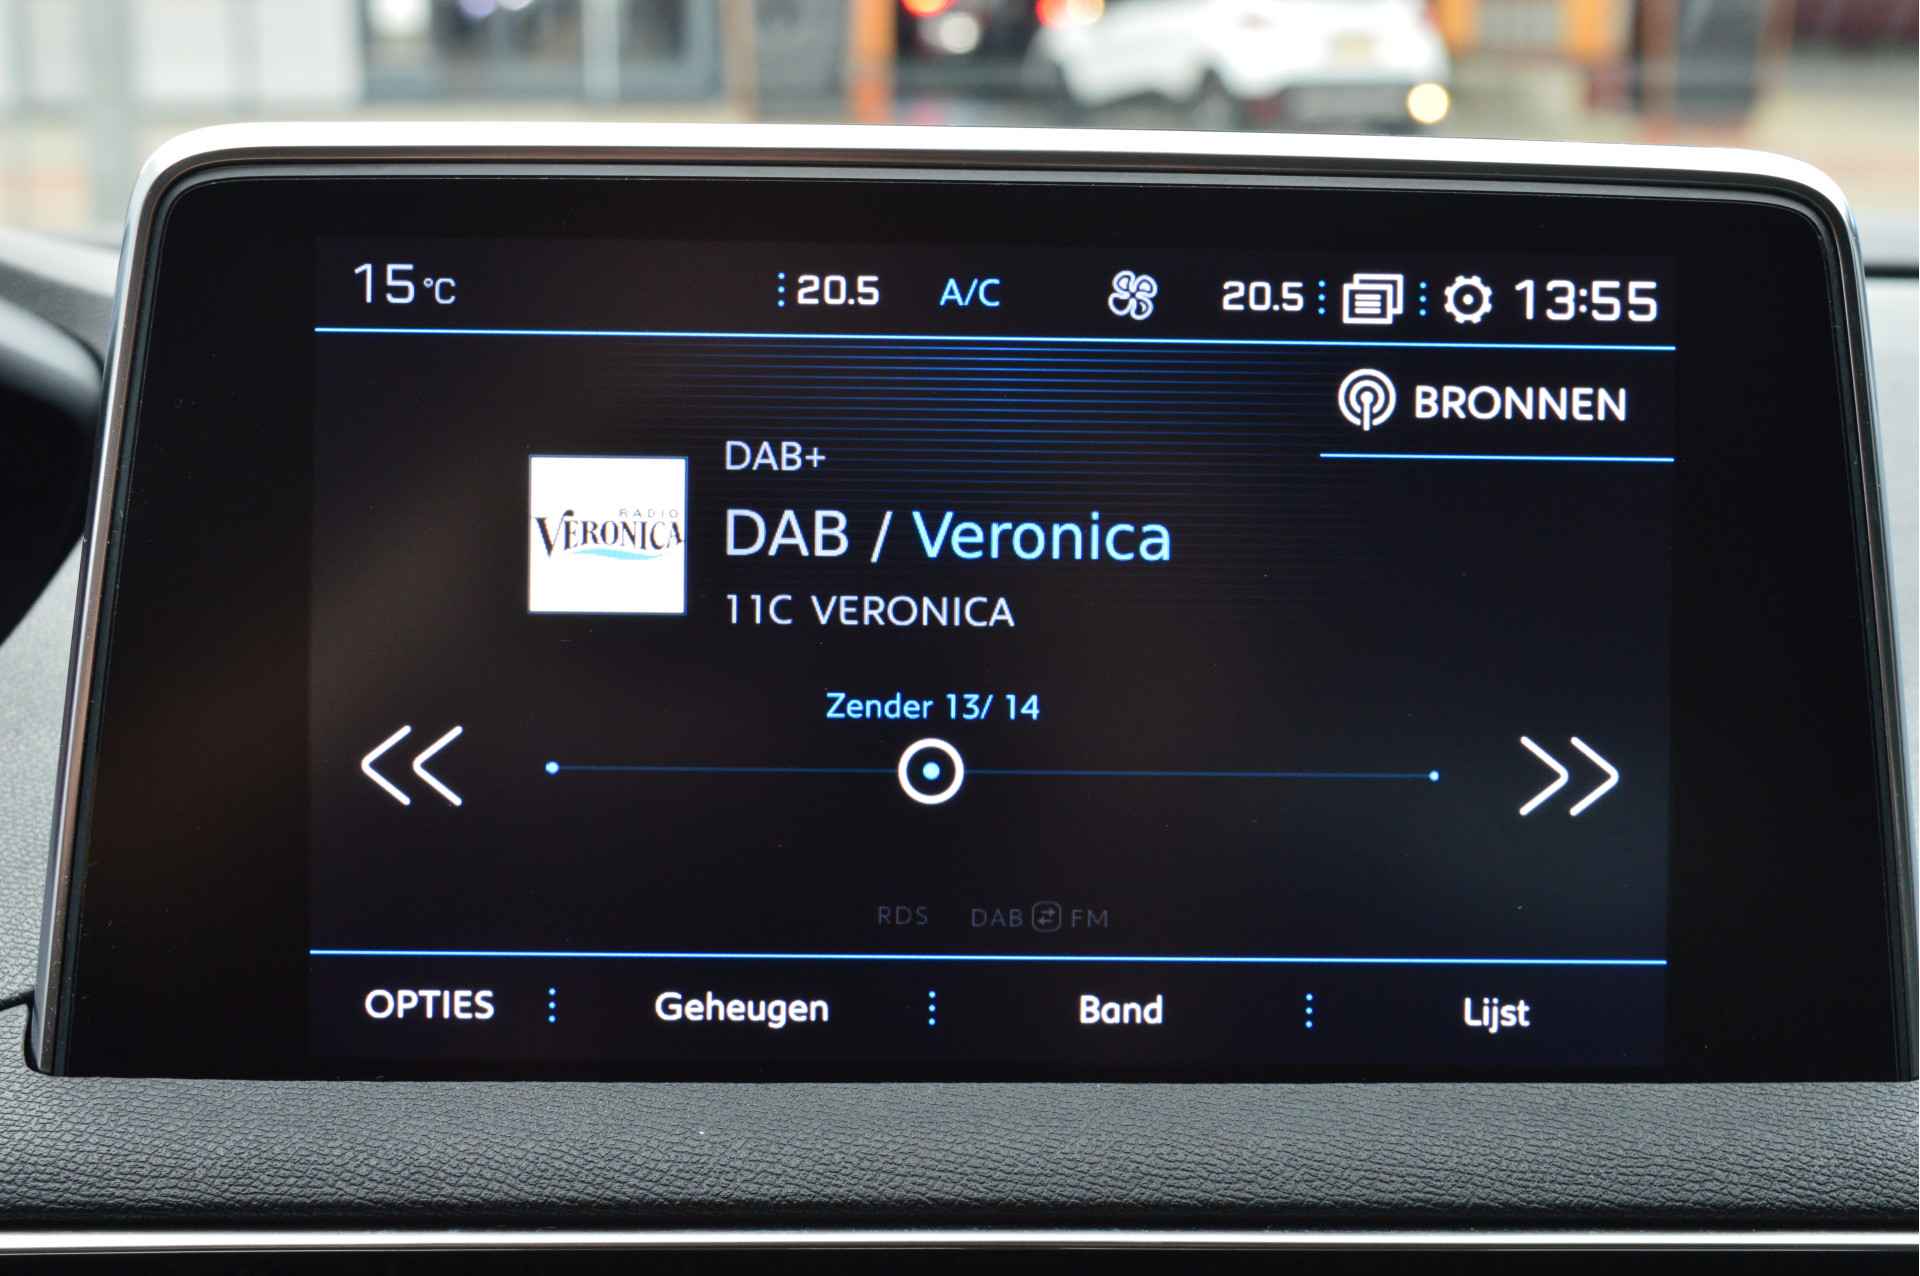 15 °C 20.5 A/C 20.5 13:55
BRONNEN
DAB+
RADIO
VERONICA
DAB / Veronica
11C VERONICA
Zender 13/ 14
RDS DAB FM
OPTIES Geheugen Band Lijst